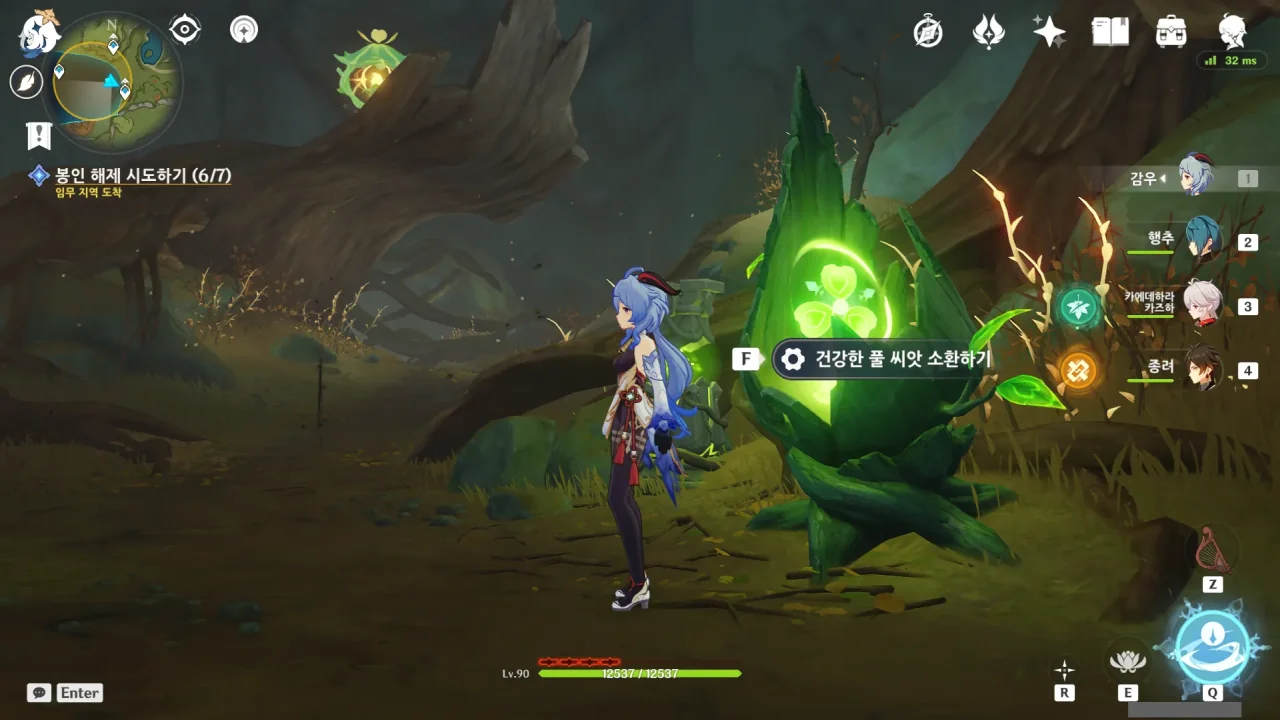 N
32 ms
봉인 해제 시도하기 (6/7)
임무 지역 도착
감우
1
행추
2
카에데하라
카즈하
3
종려
4
F
건강한 풀 씨앗 소환하기
Z
Lv.90
12537 / 12537
Enter
R
E
Q